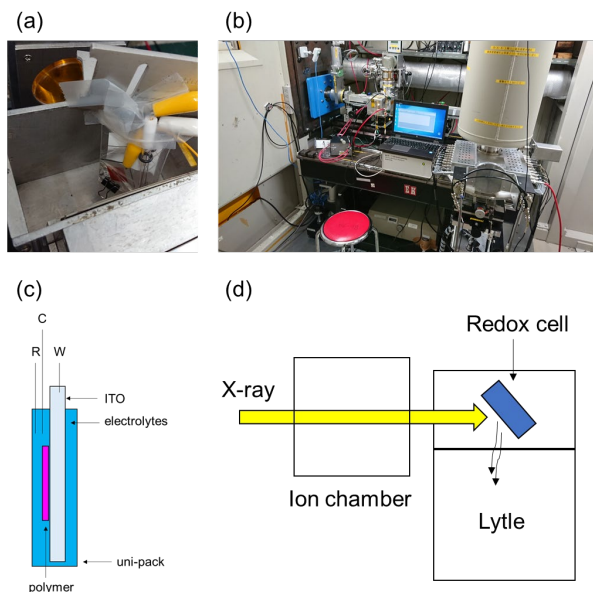 (a)
(b)
(c)
C
R W
ITO
electrolytes
uni-pack
polymer
(d)
Redox cell
X-ray
Ion chamber
Lytle